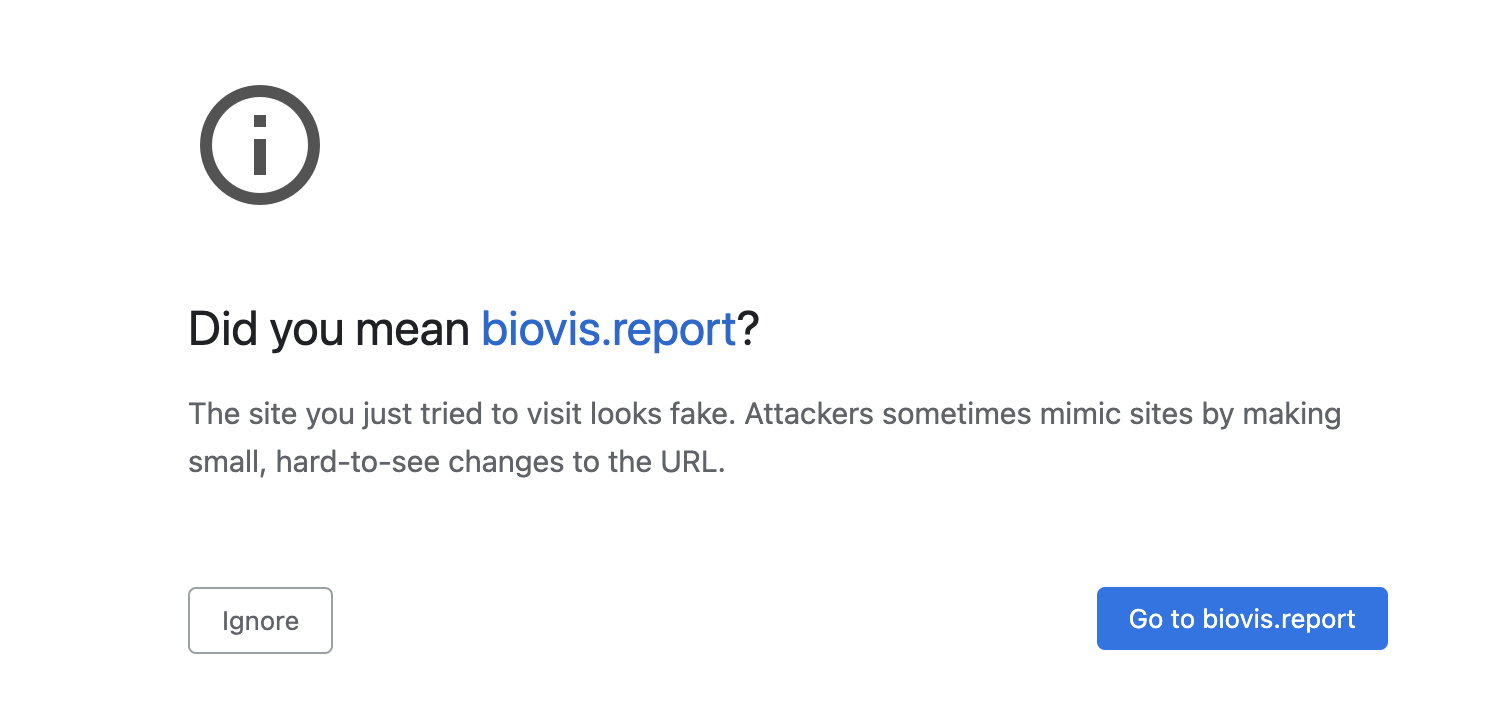 Did you mean biovis.report?
The site you just tried to visit looks fake. Attackers sometimes mimic sites by making
small, hard-to-see changes to the URL.
Ignore
Go to biovis.report